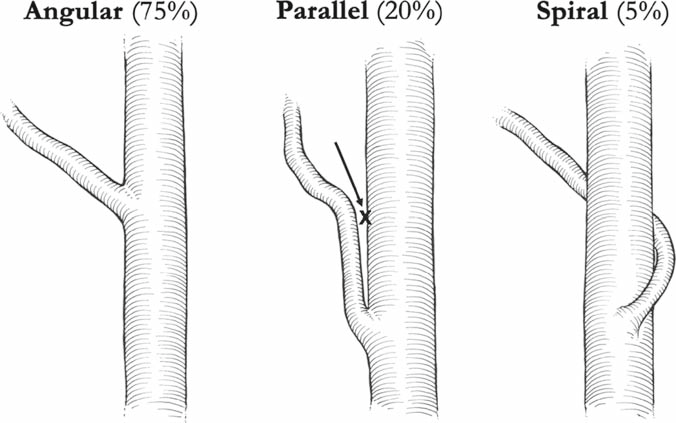 Angular (75%)
Parallel (20%)
Spiral (5%)
X